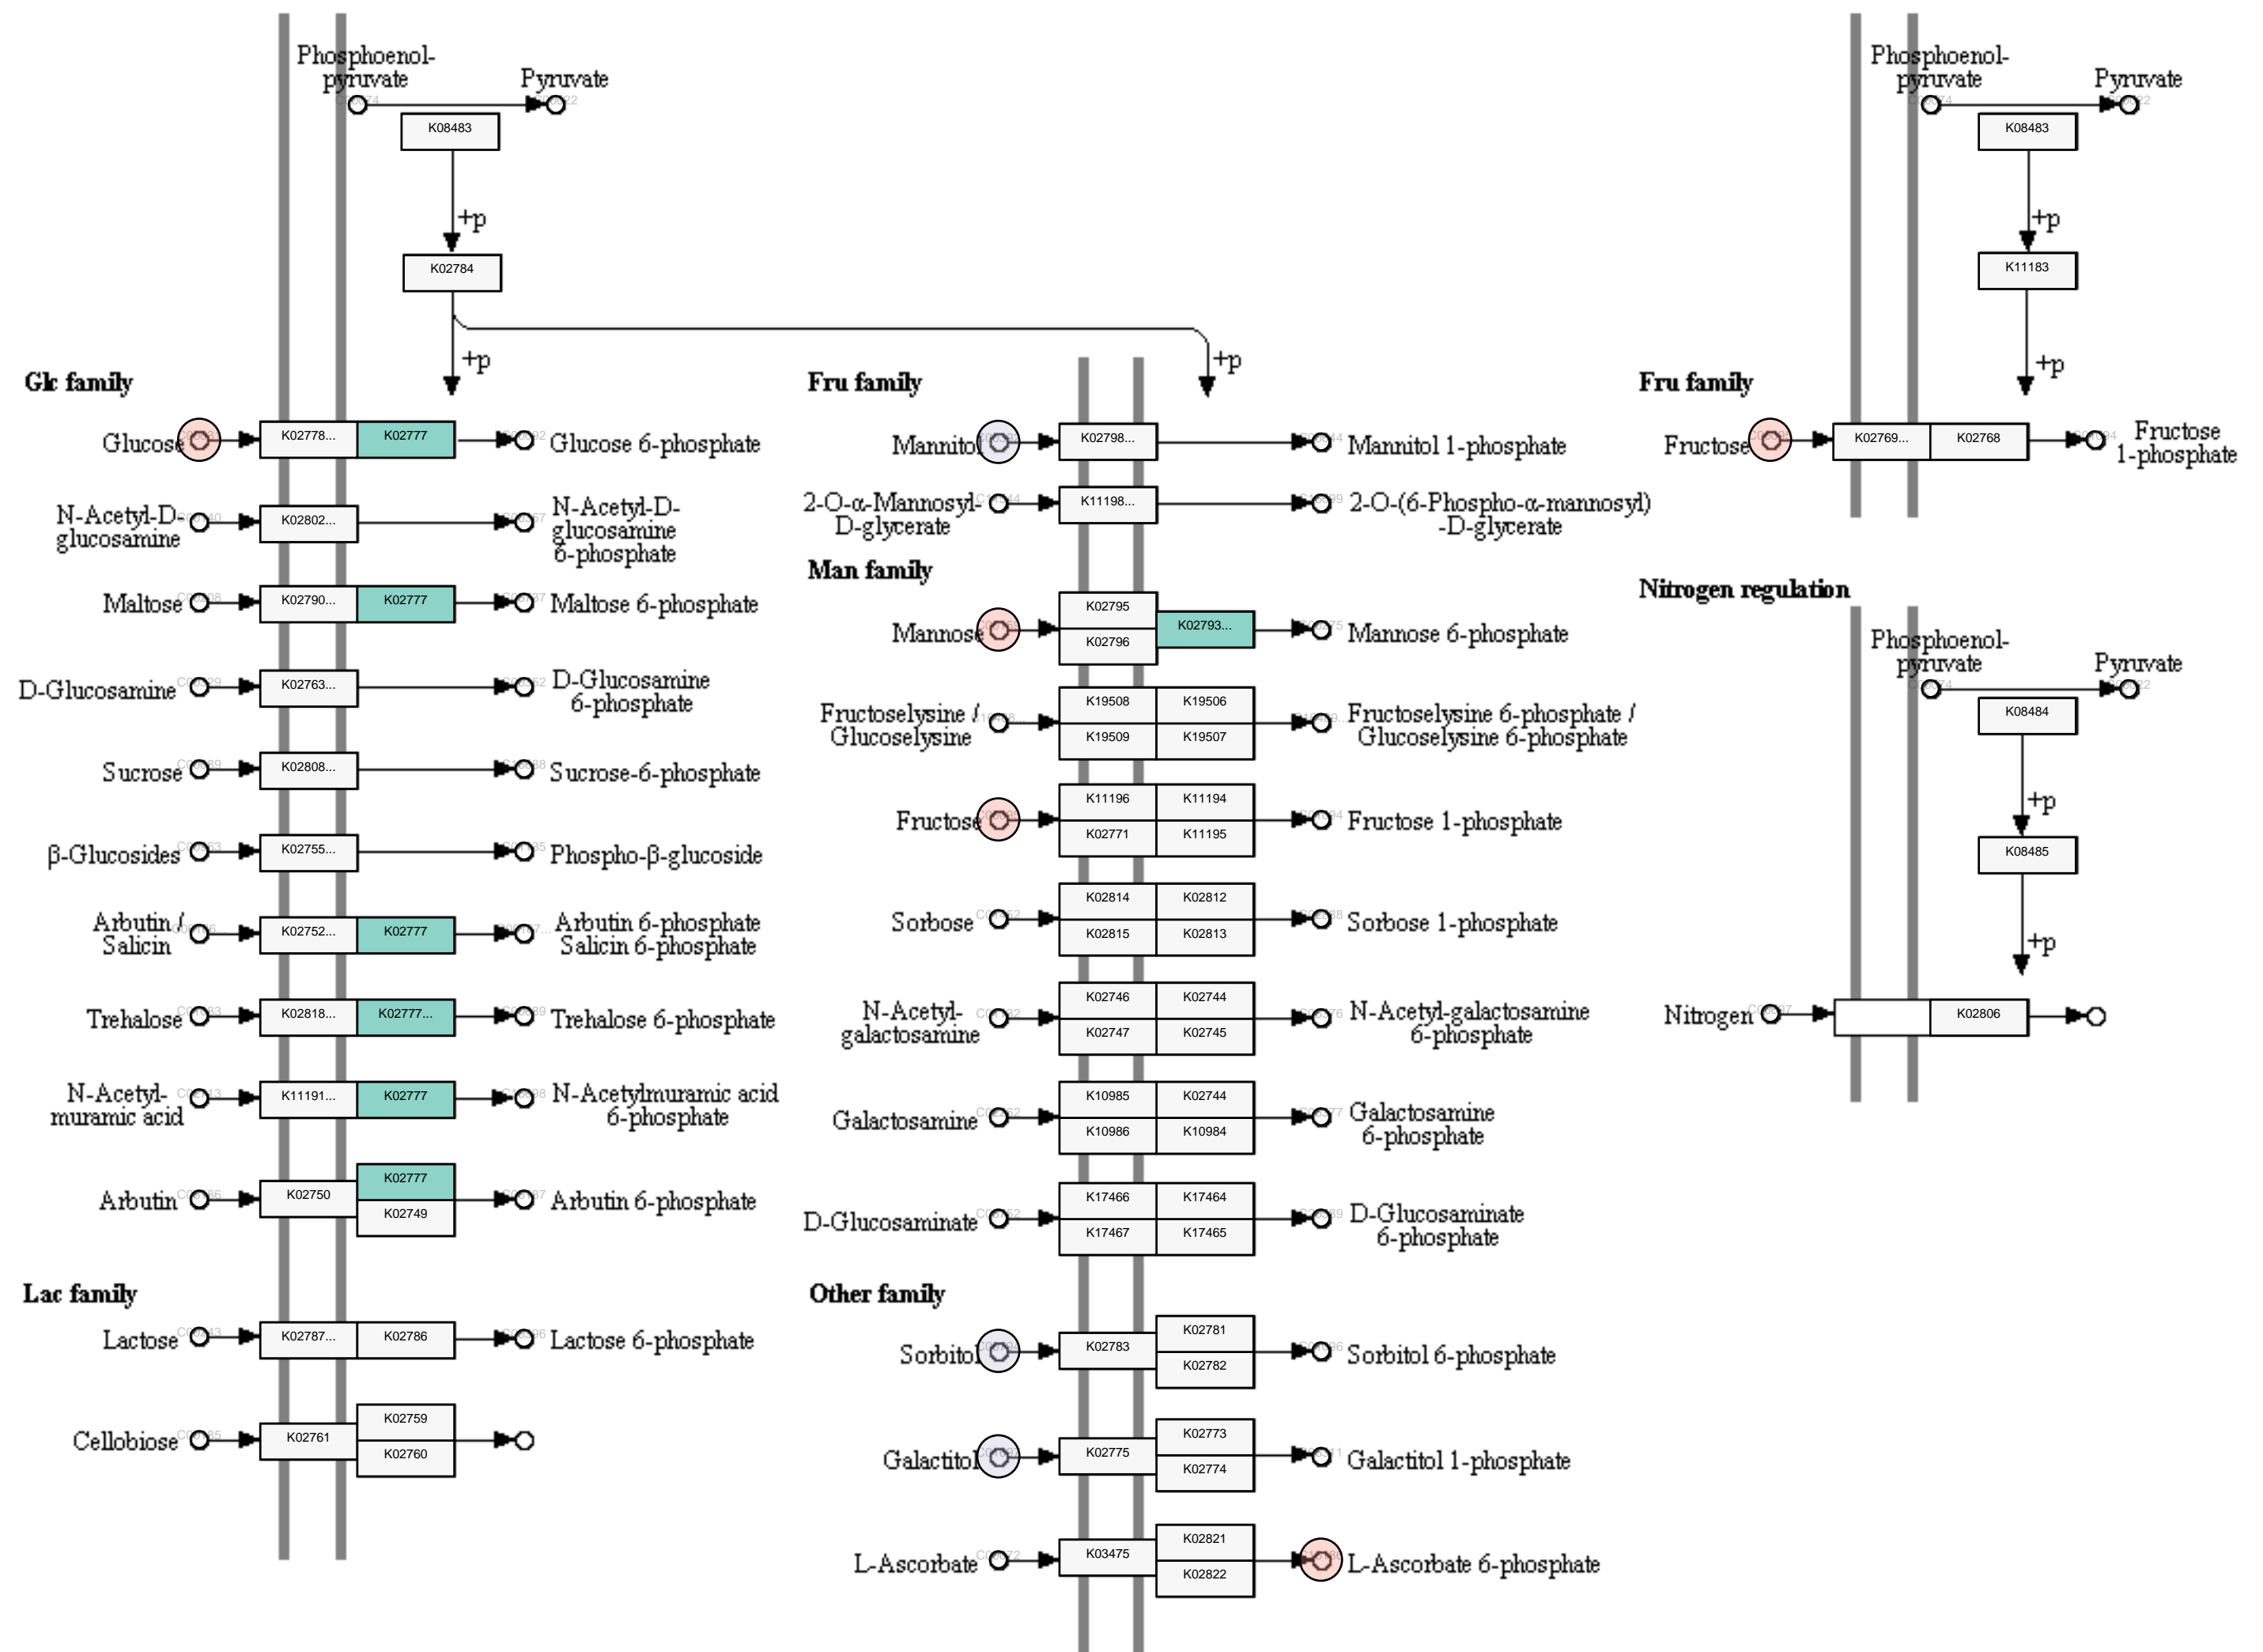 Phosphoenol-
pyruvate
Pyruvate
K08483
+p
K02784
+p
+p
Glc family
Glucose
K02778...
K02777
Glucose 6-phosphate
N-Acetyl-D-
glucosamine
K02802...
N-Acetyl-D-
glucosamine
6-phosphate
Maltose
K02790...
K02777
Maltose 6-phosphate
D-Glucosamine
K02763...
D-Glucosamine
6-phosphate
Sucrose
K02808...
Sucrose-6-phosphate
β-Glucosides
K02755...
Phospho-β-glucoside
Arbutin /
Salicin
K02752...
K02777
Arbutin 6-phosphate
Salicin 6-phosphate
Trehalose
K02818...
K02777...
Trehalose 6-phosphate
N-Acetyl-
muramic acid
K11191...
K02777
N-Acetylmuramic acid
6-phosphate
Arbutin
K02750
K02777
K02749
Arbutin 6-phosphate
Lac family
Lactose
K02787...
K02786
Lactose 6-phosphate
Cellobiose
K02761
K02759
K02760
Fru family
Mannitol
K02798...
Mannitol 1-phosphate
2-O-α-Mannosyl-
D-glycerate
K11198...
2-O-(6-Phospho-α-mannosyl)
-D-glycerate
Man family
Mannose
K02795
K02796
K02793...
Mannose 6-phosphate
Fructoselysine /
Glucoselysine
K19508
K19506
K19509
K19507
Fructoselysine 6-phosphate /
Glucoselysine 6-phosphate
Fructose
K11196
K11194
K02771
K11195
Fructose 1-phosphate
Sorbose
K02814
K02812
K02815
K02813
Sorbose 1-phosphate
N-Acetyl-
galactosamine
K02746
K02744
K02747
K02745
N-Acetyl-galactosamine
6-phosphate
Galactosamine
K10985
K02744
K10986
K10984
Galactosamine
6-phosphate
D-Glucosaminate
K17466
K17464
K17467
K17465
D-Glucosaminate
6-phosphate
Other family
Sorbitol
K02783
K02781
K02782
Sorbitol 6-phosphate
Galactitol
K02775
K02773
K02774
Galactitol 1-phosphate
L-Ascorbate
K03475
K02821
K02822
L-Ascorbate 6-phosphate
Phosphoenol-
pyruvate
Pyruvate
K08483
+p
K11183
+p
Fru family
Fructose
K02769...
K02768
Fructose
1-phosphate
Nitrogen regulation
Phosphoenol-
pyruvate
Pyruvate
K08484
+p
K08485
+p
Nitrogen
K02806